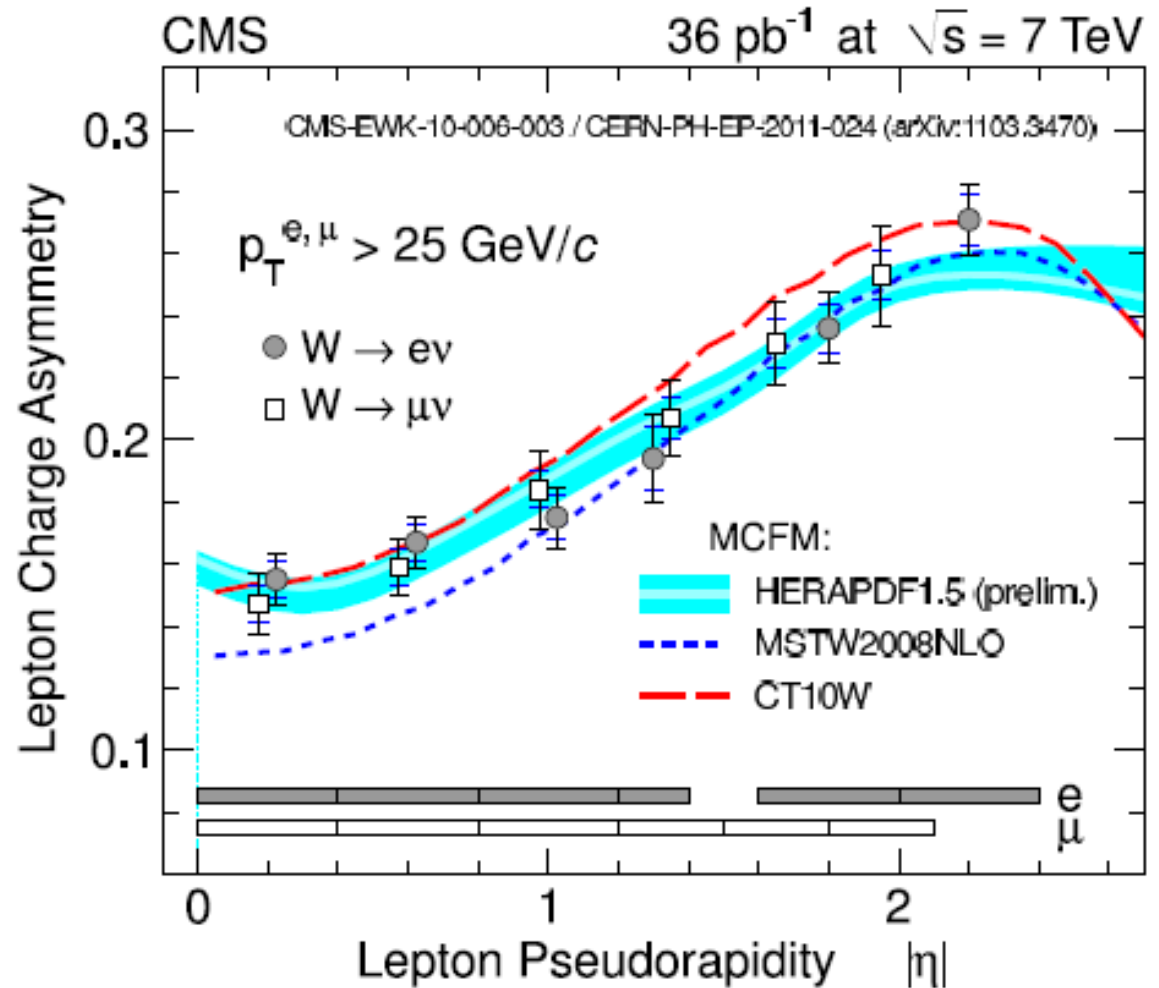 CMS 36 pb⁻¹ at √s = 7 TeV
CMS-EWK-10-006-003 / CERN-PH-EP-2011-024 (arXiv:1103.3470)
p_T^{e, μ} > 25 GeV/c
W → eν
W → μν
MCFM:
HERAPDF1.5 (prelim.)
MSTW2008NLO
CT10W
e
μ
0.3
0.2
0.1
0 1 2
Lepton Charge Asymmetry
Lepton Pseudorapidity |η|